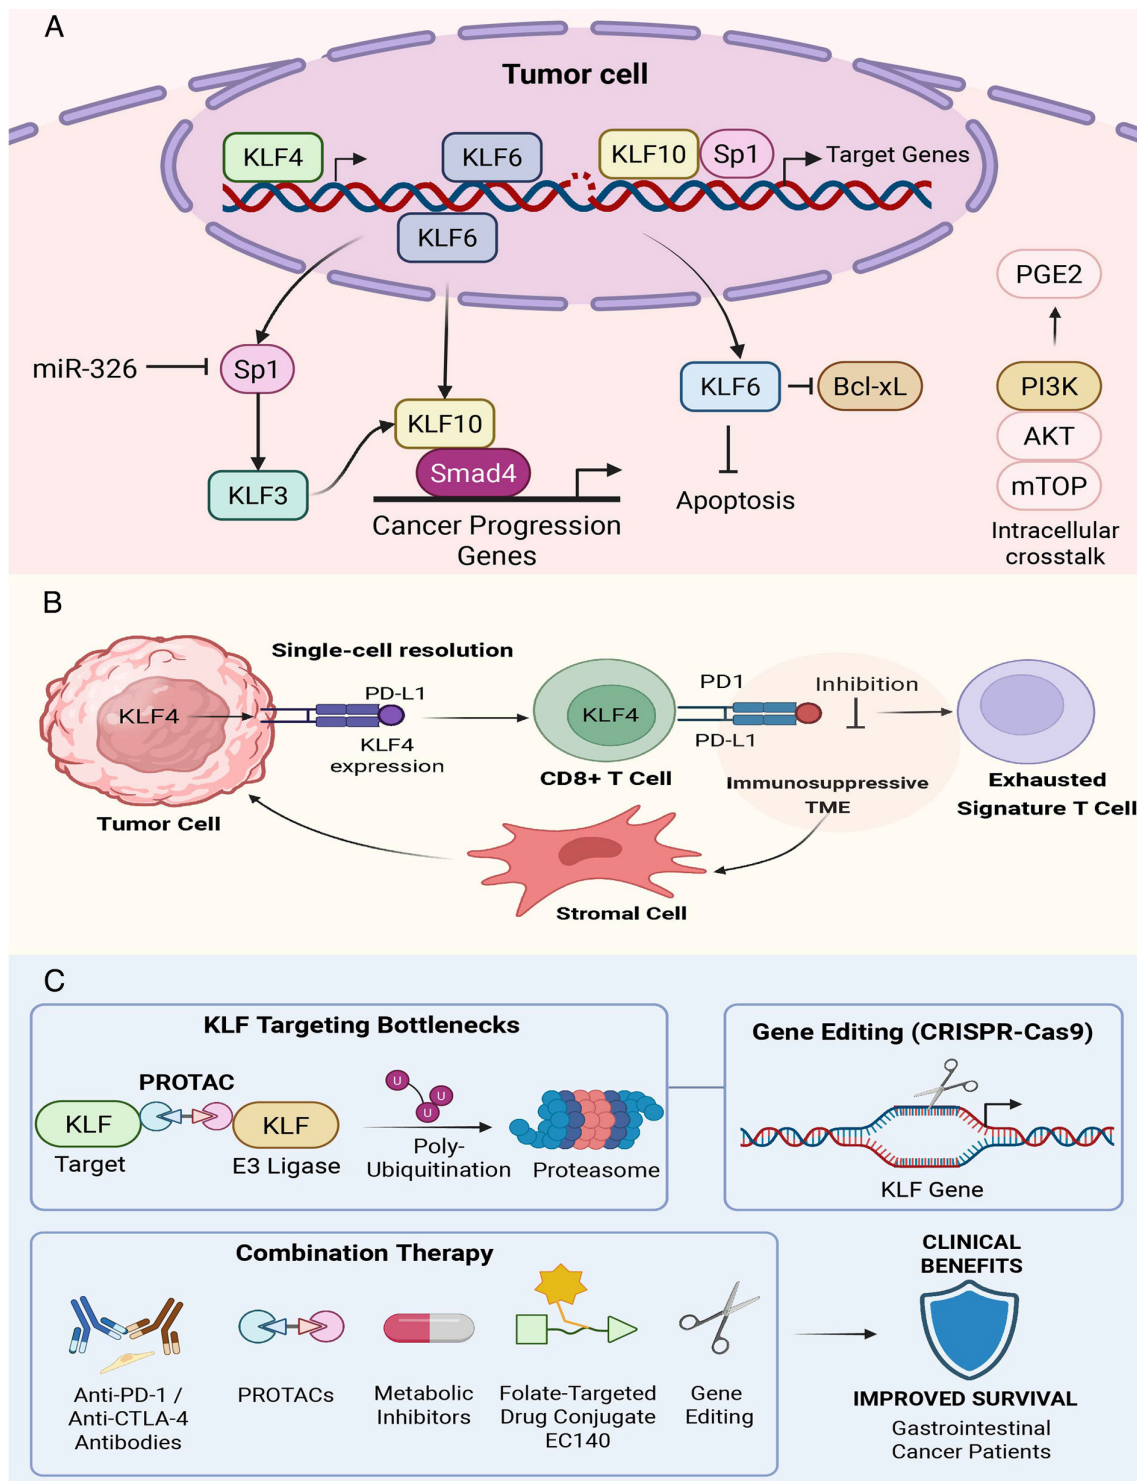 A
Tumor cell
KLF4
KLF6
KLF10
Sp1
Target Genes
KLF6
PGE2
miR-326
Sp1
KLF6
Bcl-xL
PI3K
KLF10
AKT
Smad4
mTOP
KLF3
Apoptosis
Cancer Progression
Genes
Intracellular
crosstalk
B
Single-cell resolution
KLF4
PD-L1
KLF4
expression
Tumor Cell
KLF4
CD8+ T Cell
PD1
PD-L1
Inhibition
Immunosuppressive
TME
Exhausted
Signature T Cell
Stromal Cell
C
KLF Targeting Bottlenecks
PROTAC
KLF
Target
KLF
E3 Ligase
U
U
U
Poly-
Ubiquitination
Proteasome
Gene Editing (CRISPR-Cas9)
KLF Gene
Combination Therapy
Anti-PD-1 /
Anti-CTLA-4
Antibodies
PROTACs
Metabolic
Inhibitors
Folate-Targeted
Drug Conjugate
EC140
Gene
Editing
CLINICAL
BENEFITS
IMPROVED SURVIVAL
Gastrointestinal
Cancer Patients